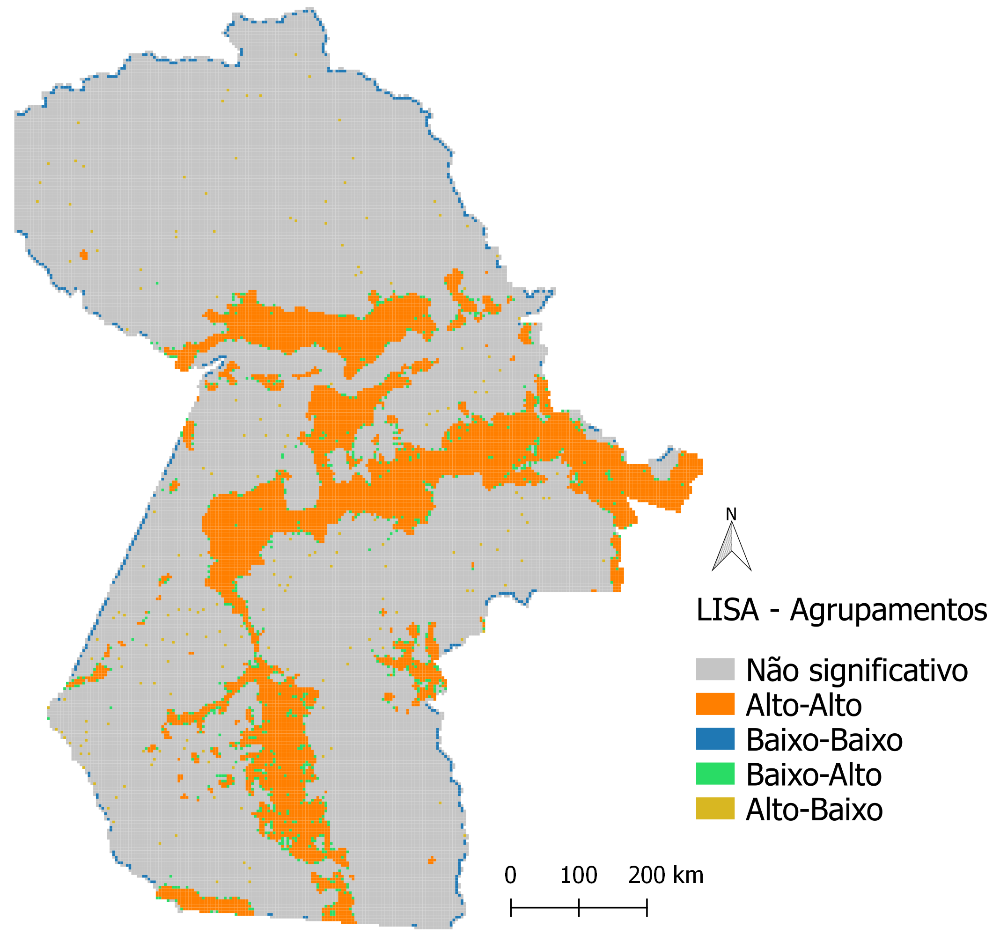 N
LISA - Agrupamentos
Não significativo
Alto-Alto
Baixo-Baixo
Baixo-Alto
Alto-Baixo
0 100 200 km